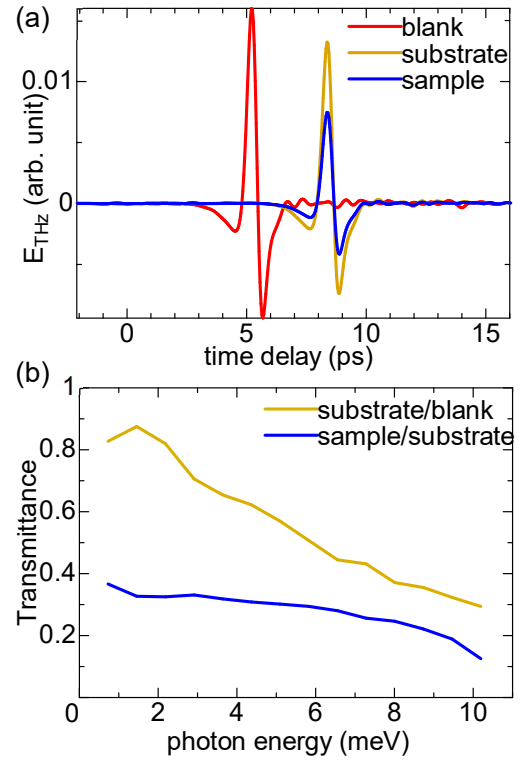 (a)
blank
substrate
sample
0.01
0
E_THz (arb. unit)
0 5 10 15
time delay (ps)
(b)
1
substrate/blank
sample/substrate
0.8
0.6
0.4
0.2
Transmittance
0 2 4 6 8 10
photon energy (meV)